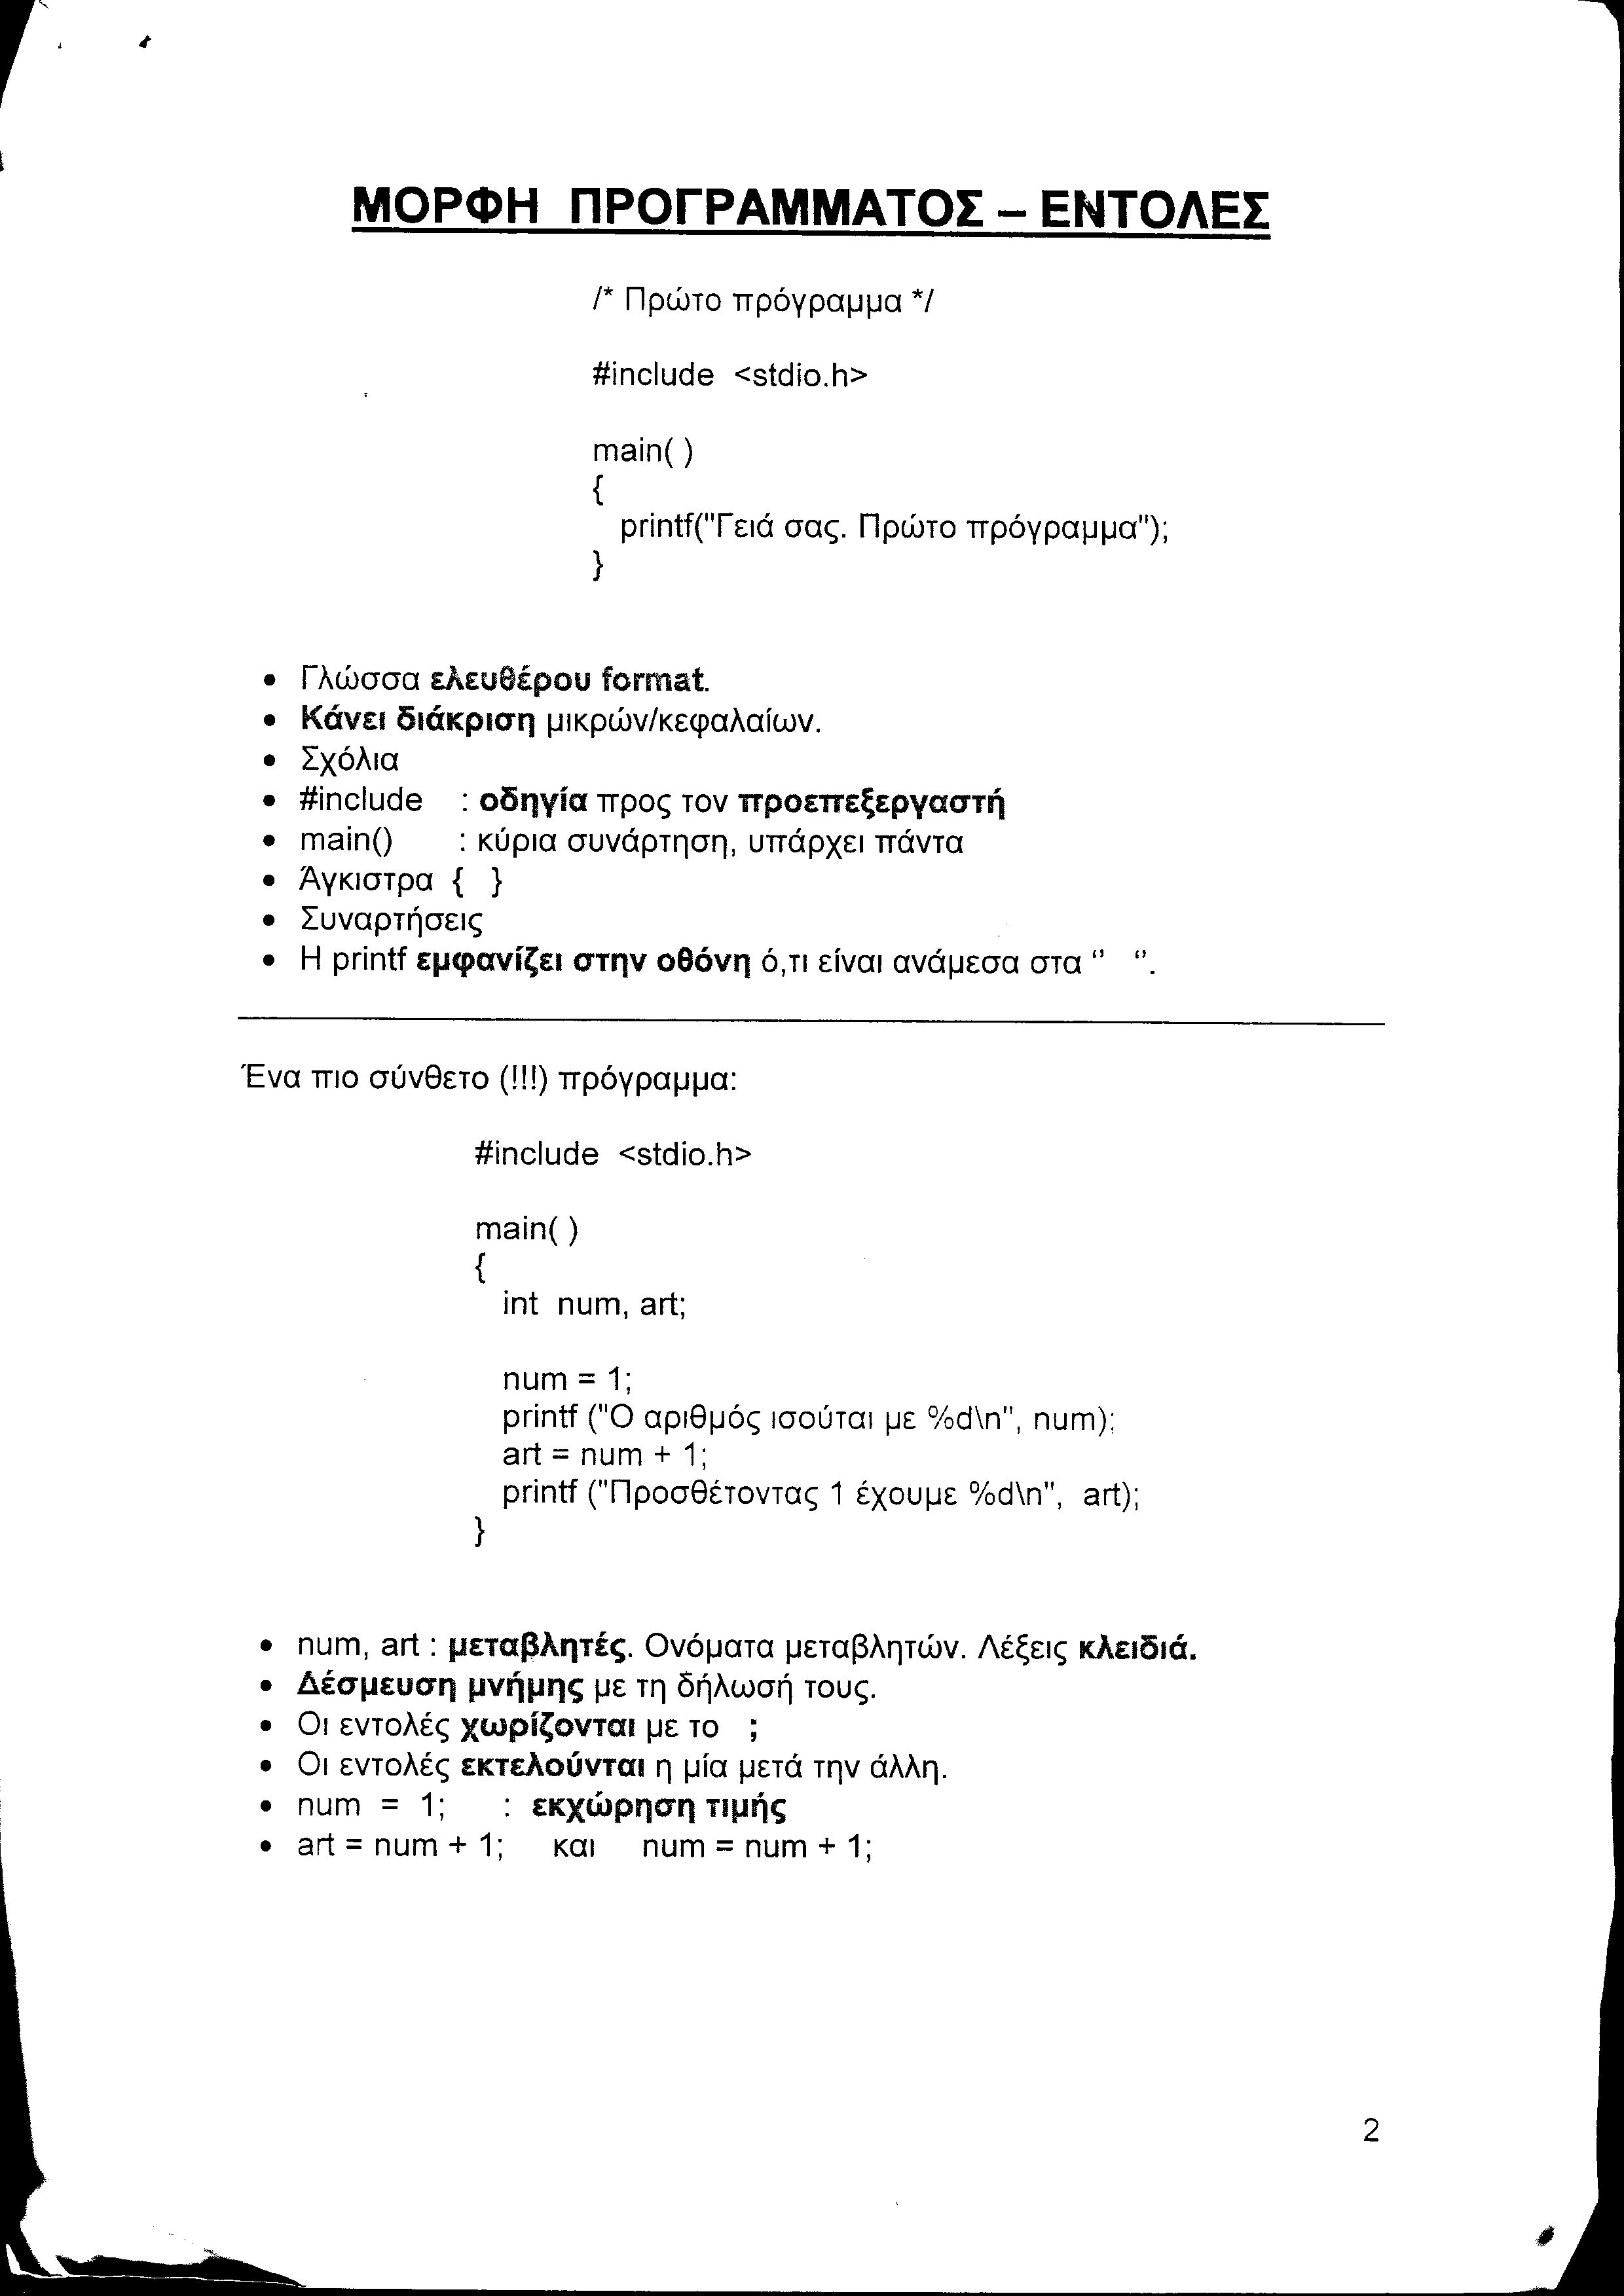 ΜΟΡΦΗ ΠΡΟΓΡΑΜΜΑΤΟΣ – ΕΝΤΟΛΕΣ
/* Πρώτο πρόγραμμα */
#include <stdio.h>
main( )
{
printf("Γειά σας. Πρώτο πρόγραμμα");
}
• Γλώσσα ελευθέρου format.
• Κάνει διάκριση μικρών/κεφαλαίων.
• Σχόλια
• #include : οδηγία προς τον προεπεξεργαστή
• main() : κύρια συνάρτηση, υπάρχει πάντα
• Άγκιστρα { }
• Συναρτήσεις
• Η printf εμφανίζει στην οθόνη ό,τι είναι ανάμεσα στα “ “.
Ένα πιο σύνθετο (!!!) πρόγραμμα:
#include <stdio.h>
main( )
{
int num, art;
num = 1;
printf ("Ο αριθμός ισούται με %d\n", num);
art = num + 1;
printf ("Προσθέτοντας 1 έχουμε %d\n", art);
}
• num, art : μεταβλητές. Ονόματα μεταβλητών. Λέξεις κλειδιά.
• Δέσμευση μνήμης με τη δήλωσή τους.
• Οι εντολές χωρίζονται με το ;
• Οι εντολές εκτελούνται η μία μετά την άλλη.
• num = 1; : εκχώρηση τιμής
• art = num + 1; και num = num + 1;
2